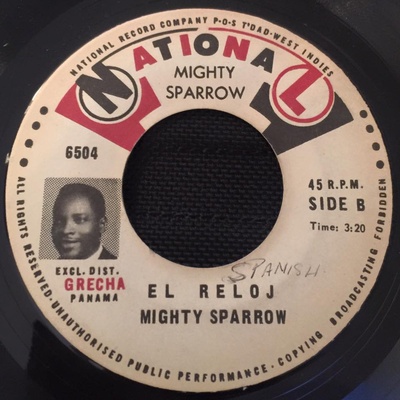 NATIONAL RECORD COMPANY P-O-S T'DAD-WEST INDIES
NATIONAL
MIGHTY
SPARROW
6504
45 R.P.M.
SIDE B
Time: 3:20
EXCL. DIST.
GRECHA
PANAMA
SPANISH
EL RELOJ
MIGHTY SPARROW
ALL RIGHTS RESERVED-UNAUTHORISED PUBLIC PERFORMANCE-COPYING BROADCASTING FORBIDDEN